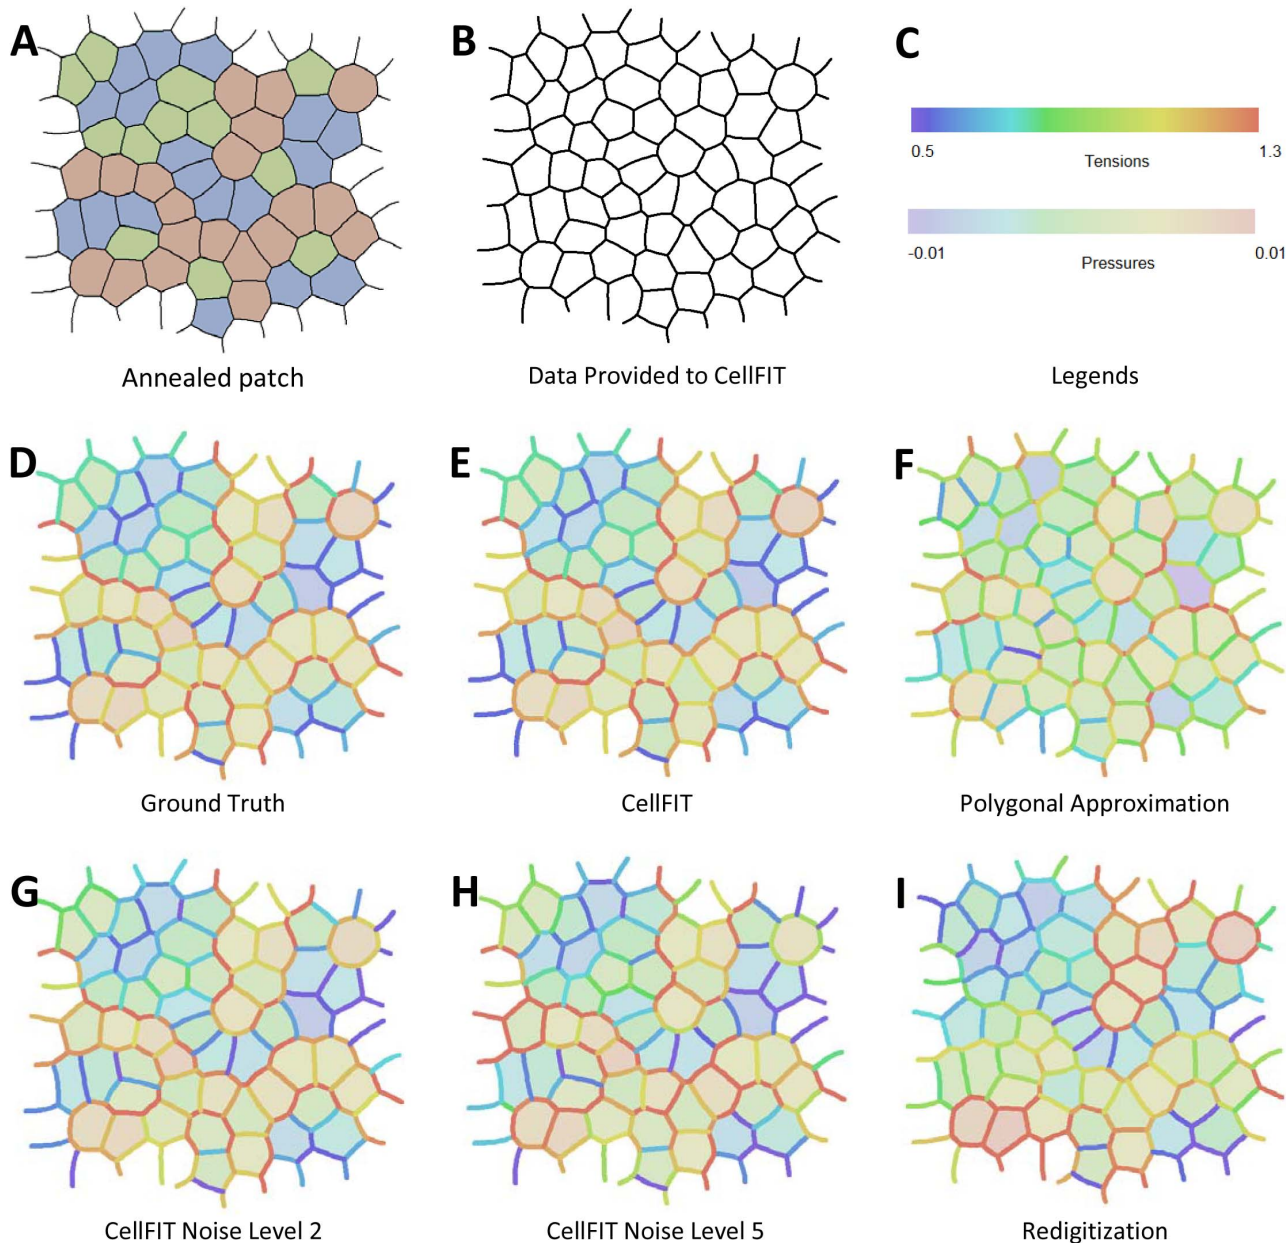 A
B
C
0.5
1.3
Tensions
-0.01
0.01
Pressures
Annealed patch
Data Provided to CellFIT
Legends
D
E
F
Ground Truth
CellFIT
Polygonal Approximation
G
H
I
CellFIT Noise Level 2
CellFIT Noise Level 5
Redigitization